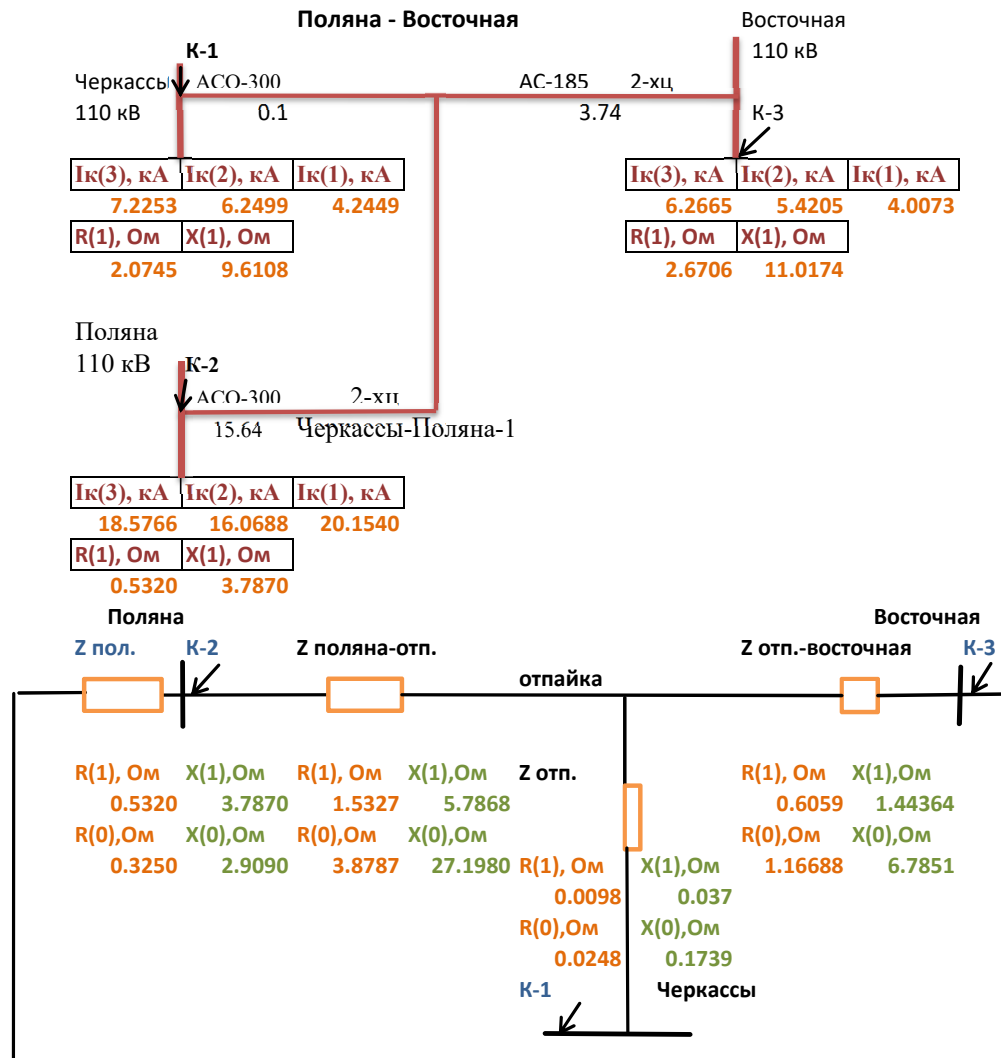 Поляна - Восточная
Восточная
110 кВ
К-1
Черкассы АСО-300 АС-185 2-хц
110 кВ 0.1 3.74 К-3
Iк(3), кА Iк(2), кА Iк(1), кА Iк(3), кА Iк(2), кА Iк(1), кА
7.2253 6.2499 4.2449 6.2665 5.4205 4.0073
R(1), Ом X(1), Ом R(1), Ом X(1), Ом
2.0745 9.6108 2.6706 11.0174
Поляна
110 кВ К-2
АСО-300 2-хц
15.64 Черкассы-Поляна-1
Iк(3), кА Iк(2), кА Iк(1), кА
18.5766 16.0688 20.1540
R(1), Ом X(1), Ом
0.5320 3.7870
Поляна Восточная
Z пол. К-2 Z поляна-отп. Z отп.-восточная К-3
отпайка
R(1), Ом X(1),Ом R(1), Ом X(1),Ом Z отп. R(1), Ом X(1),Ом
0.5320 3.7870 1.5327 5.7868 0.6059 1.44364
R(0),Ом X(0),Ом R(0),Ом X(0),Ом R(0),Ом X(0),Ом
0.3250 2.9090 3.8787 27.1980 1.16688 6.7851
R(1), Ом X(1),Ом
0.0098 0.037
R(0),Ом X(0),Ом
0.0248 0.1739
К-1 Черкассы